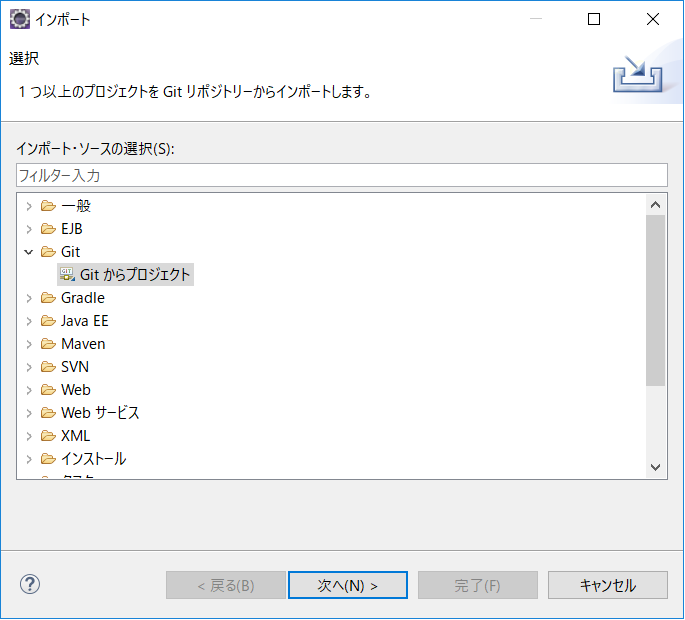 インポート
選択
1 つ以上のプロジェクトを Git リポジトリーからインポートします。
インポート・ソースの選択(S):
フィルター入力
一般
EJB
Git
GIT Git からプロジェクト
Gradle
Java EE
Maven
SVN
Web
Web サービス
XML
インストール
タスク
? < 戻る(B) 次へ(N) > 完了(F) キャンセル